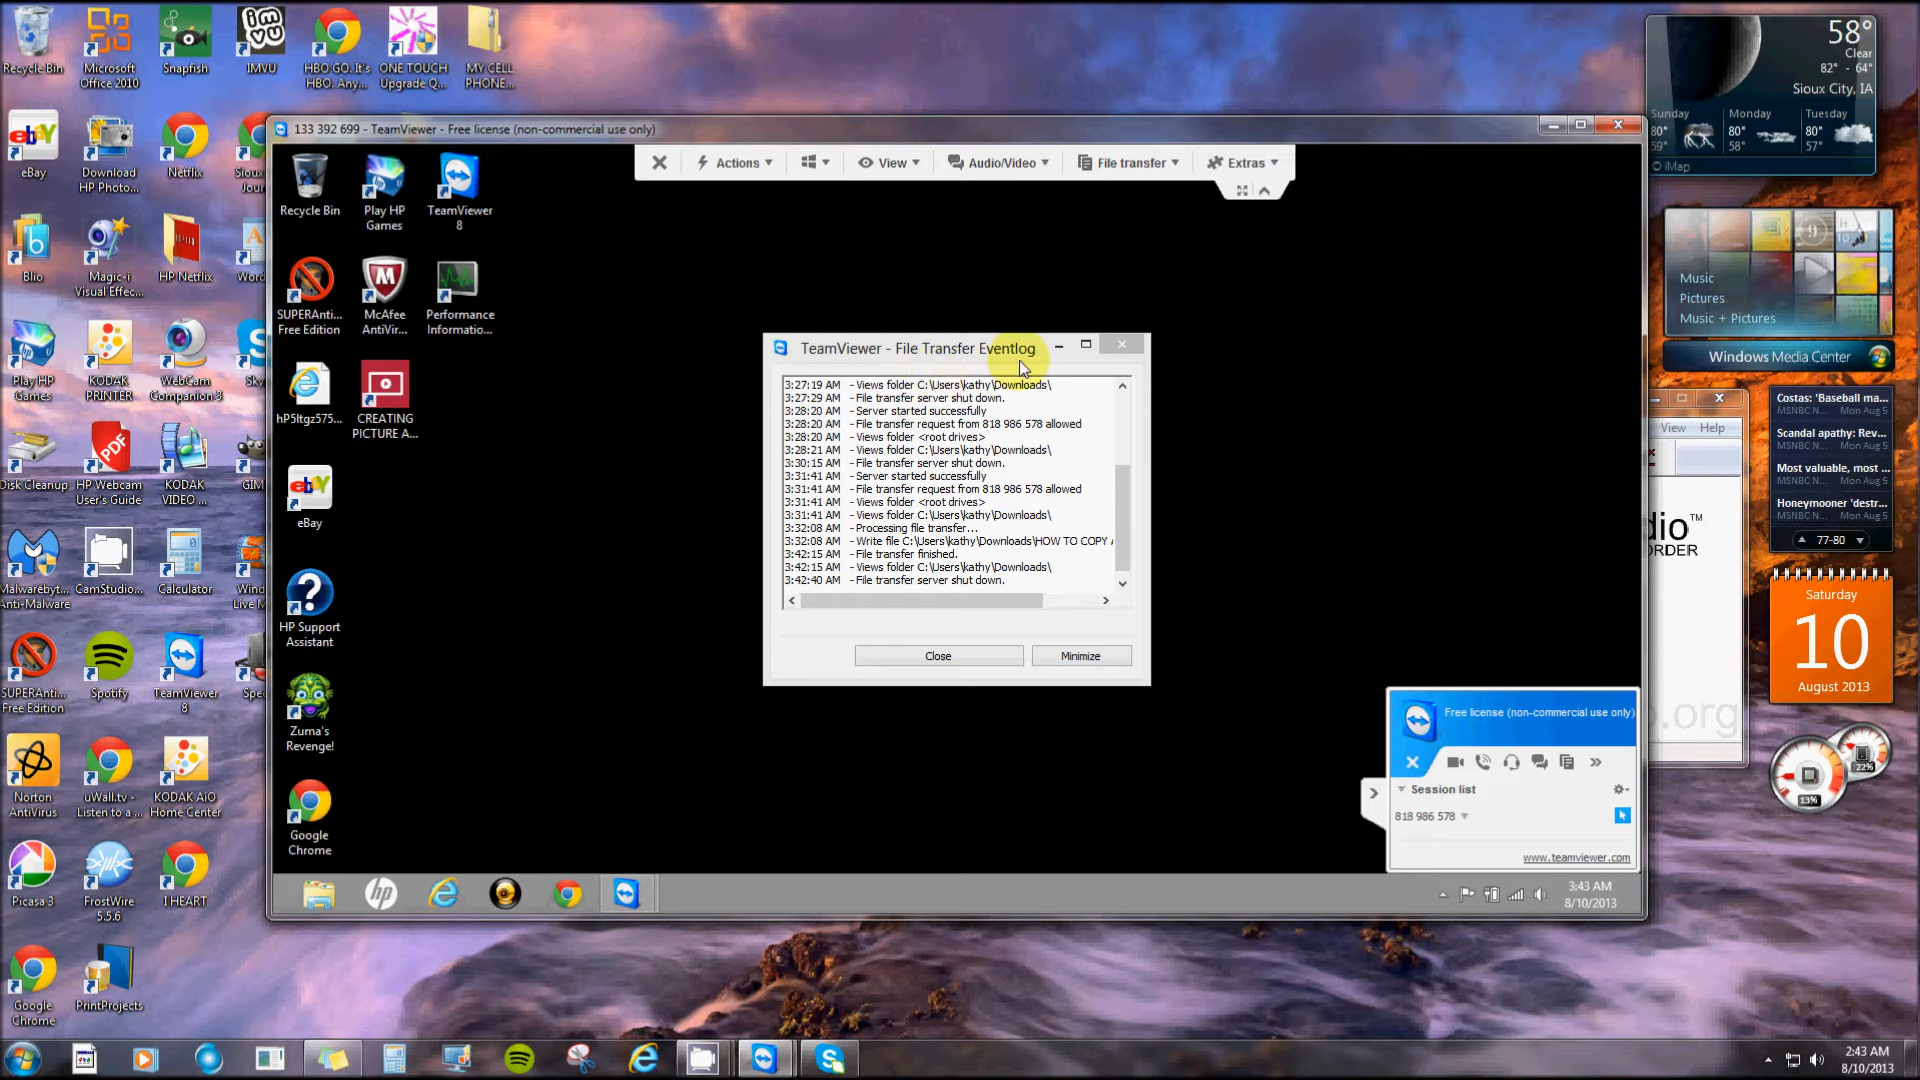 Recycle Bin
Microsoft
Office 2010
Snapfish
IMVU
HBO GO. It's
HBO. Any...
ONE TOUCH
Upgrade Q...
MY CELL
PHONE...
eBay
Download
HP Photo...
Netflix
Blio
Magic-i
Visual Effec...
HP Netflix
Play HP
Games
KODAK
PRINTER
WebCam
Companion 3
Disk Cleanup
HP Webcam
User's Guide
KODAK
VIDEO ...
Malwarebyt...
Anti-Malware
CamStudio...
Calculator
SUPERAnti...
Free Edition
Spotify
TeamViewer
8
Norton
AntiVirus
uWall.tv -
Listen to a ...
KODAK AiO
Home Center
Picasa 3
FrostWire
5.5.6
I HEART
Google
Chrome
PrintProjects
133 392 699 - TeamViewer - Free license (non-commercial use only)
Actions
View
Audio/Video
File transfer
Extras
Recycle Bin
Play HP
Games
TeamViewer
8
SUPERAnti...
Free Edition
McAfee
AntiVir...
Performance
Informatio...
hP5ltgz575...
CREATING
PICTURE A...
eBay
HP Support
Assistant
Zuma's
Revenge!
Google
Chrome
TeamViewer - File Transfer Eventlog
3:27:19 AM - Views folder C:\Users\kathy\Downloads\
3:27:29 AM - File transfer server shut down.
3:28:20 AM - Server started successfully
3:28:20 AM - File transfer request from 818 986 578 allowed
3:28:20 AM - Views folder <root drives>
3:28:21 AM - Views folder C:\Users\kathy\Downloads\
3:30:15 AM - File transfer server shut down.
3:31:41 AM - Server started successfully
3:31:41 AM - File transfer request from 818 986 578 allowed
3:31:41 AM - Views folder <root drives>
3:31:41 AM - Views folder C:\Users\kathy\Downloads\
3:32:08 AM - Processing file transfer...
3:32:08 AM - Write file C:\Users\kathy\Downloads\HOW TO COPY
3:42:15 AM - File transfer finished.
3:42:15 AM - Views folder C:\Users\kathy\Downloads\
3:42:40 AM - File transfer server shut down.
Close
Minimize
Free license (non-commercial use only)
Session list
818 986 578
www.teamviewer.com
3:43 AM
8/10/2013
58°
Clear
82° - 64°
Sioux City, IA
Sunday
80°
59°
Monday
80°
58°
Tuesday
80°
57°
© iMap
Music
Pictures
Music + Pictures
Windows Media Center
View
Help
dio™
ORDER
o.org
Costas: 'Baseball ma...
MSNBC N... Mon Aug 5
Scandal apathy: Rev...
MSNBC N... Mon Aug 5
Most valuable, most ...
MSNBC N... Mon Aug 5
Honeymooner 'destr...
MSNBC N... Mon Aug 5
77-80
Saturday
10
August 2013
22%
13%
2:43 AM
8/10/2013